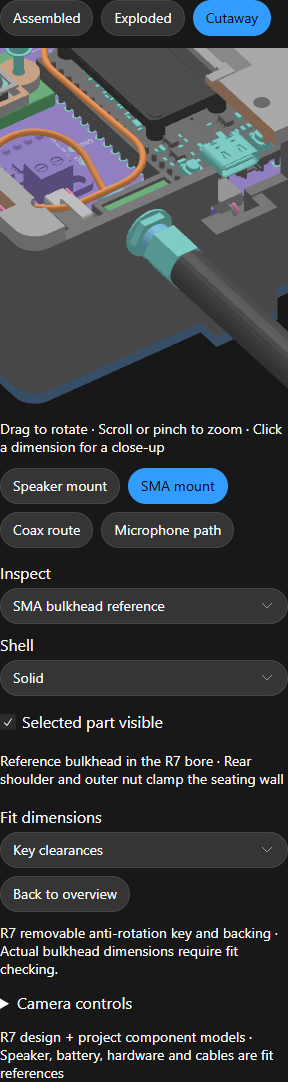 Assembled Exploded Cutaway
Drag to rotate · Scroll or pinch to zoom · Click
a dimension for a close-up
Speaker mount SMA mount
Coax route Microphone path
Inspect
SMA bulkhead reference
Shell
Solid
Selected part visible
Reference bulkhead in the R7 bore · Rear
shoulder and outer nut clamp the seating wall
Fit dimensions
Key clearances
Back to overview
R7 removable anti-rotation key and backing ·
Actual bulkhead dimensions require fit
checking.
Camera controls
R7 design + project component models ·
Speaker, battery, hardware and cables are fit
references